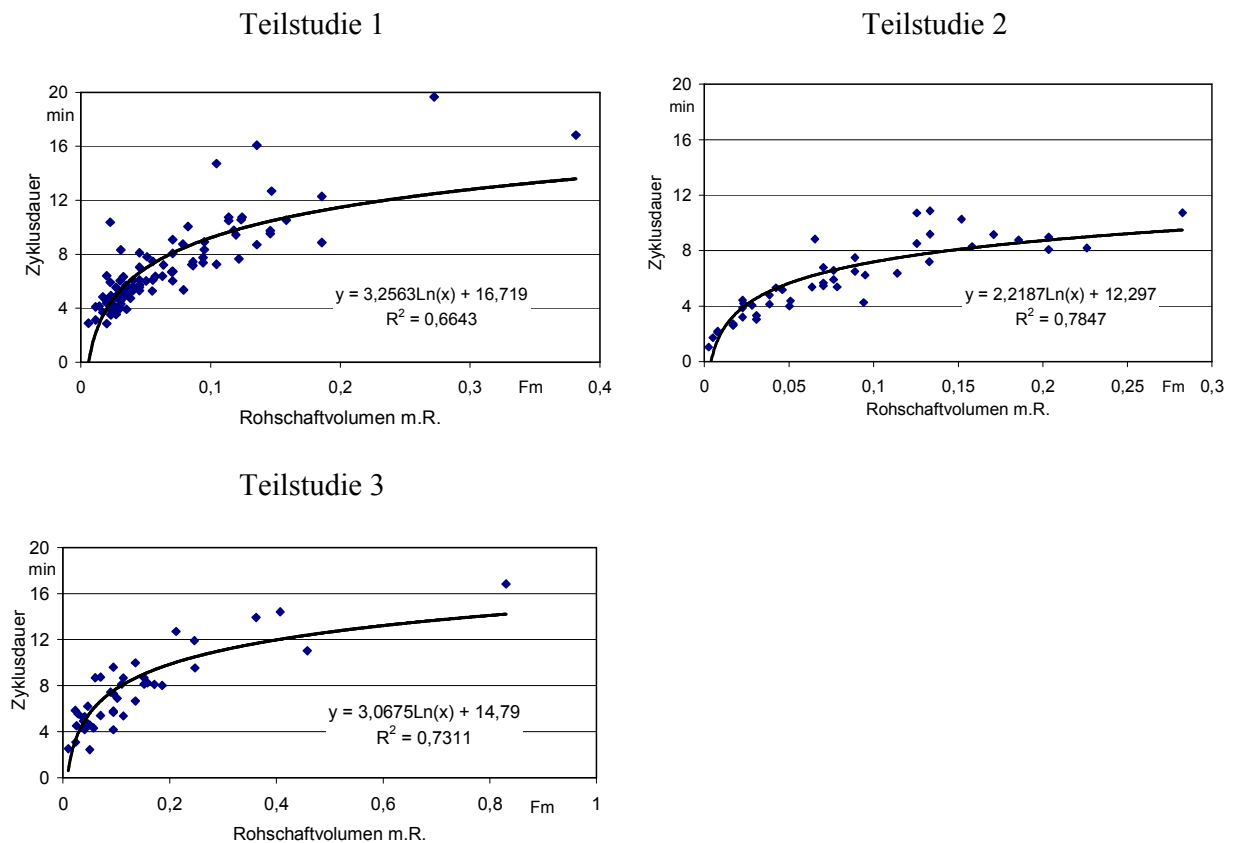 Teilstudie 1
20
min
16
12
8
4
0
Zyklusdauer
y = 3,2563Ln(x) + 16,719
R² = 0,6643
0 0,1 0,2 0,3 Fm 0,4
Rohschaftvolumen m.R.
Teilstudie 2
20
min
16
12
8
4
0
Zyklusdauer
y = 2,2187Ln(x) + 12,297
R² = 0,7847
0 0,05 0,1 0,15 0,2 0,25 Fm 0,3
Rohschaftvolumen m.R.
Teilstudie 3
20
min
16
12
8
4
0
Zyklusdauer
y = 3,0675Ln(x) + 14,79
R² = 0,7311
0 0,2 0,4 0,6 0,8 Fm 1
Rohschaftvolumen m.R.